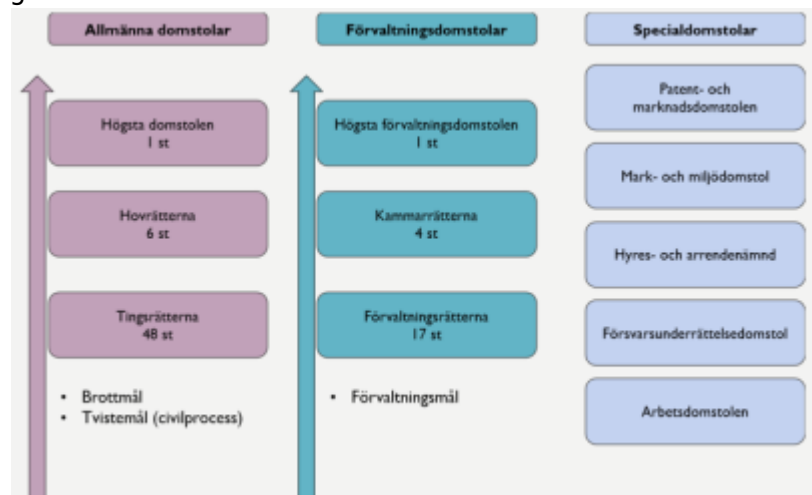 g
Allmänna domstolar
Högsta domstolen
1 st
Hovrätterna
6 st
Tingsrätterna
48 st
• Brottmål
• Tvistemål (civilprocess)
Förvaltningsdomstolar
Högsta förvaltningsdomstolen
1 st
Kammarrätterna
4 st
Förvaltningsrätterna
17 st
• Förvaltningsmål
Specialdomstolar
Patent- och
marknadsdomstolen
Mark- och miljödomstol
Hyres- och arrendenämnd
Försvarsunderrättelsedomstol
Arbetsdomstolen